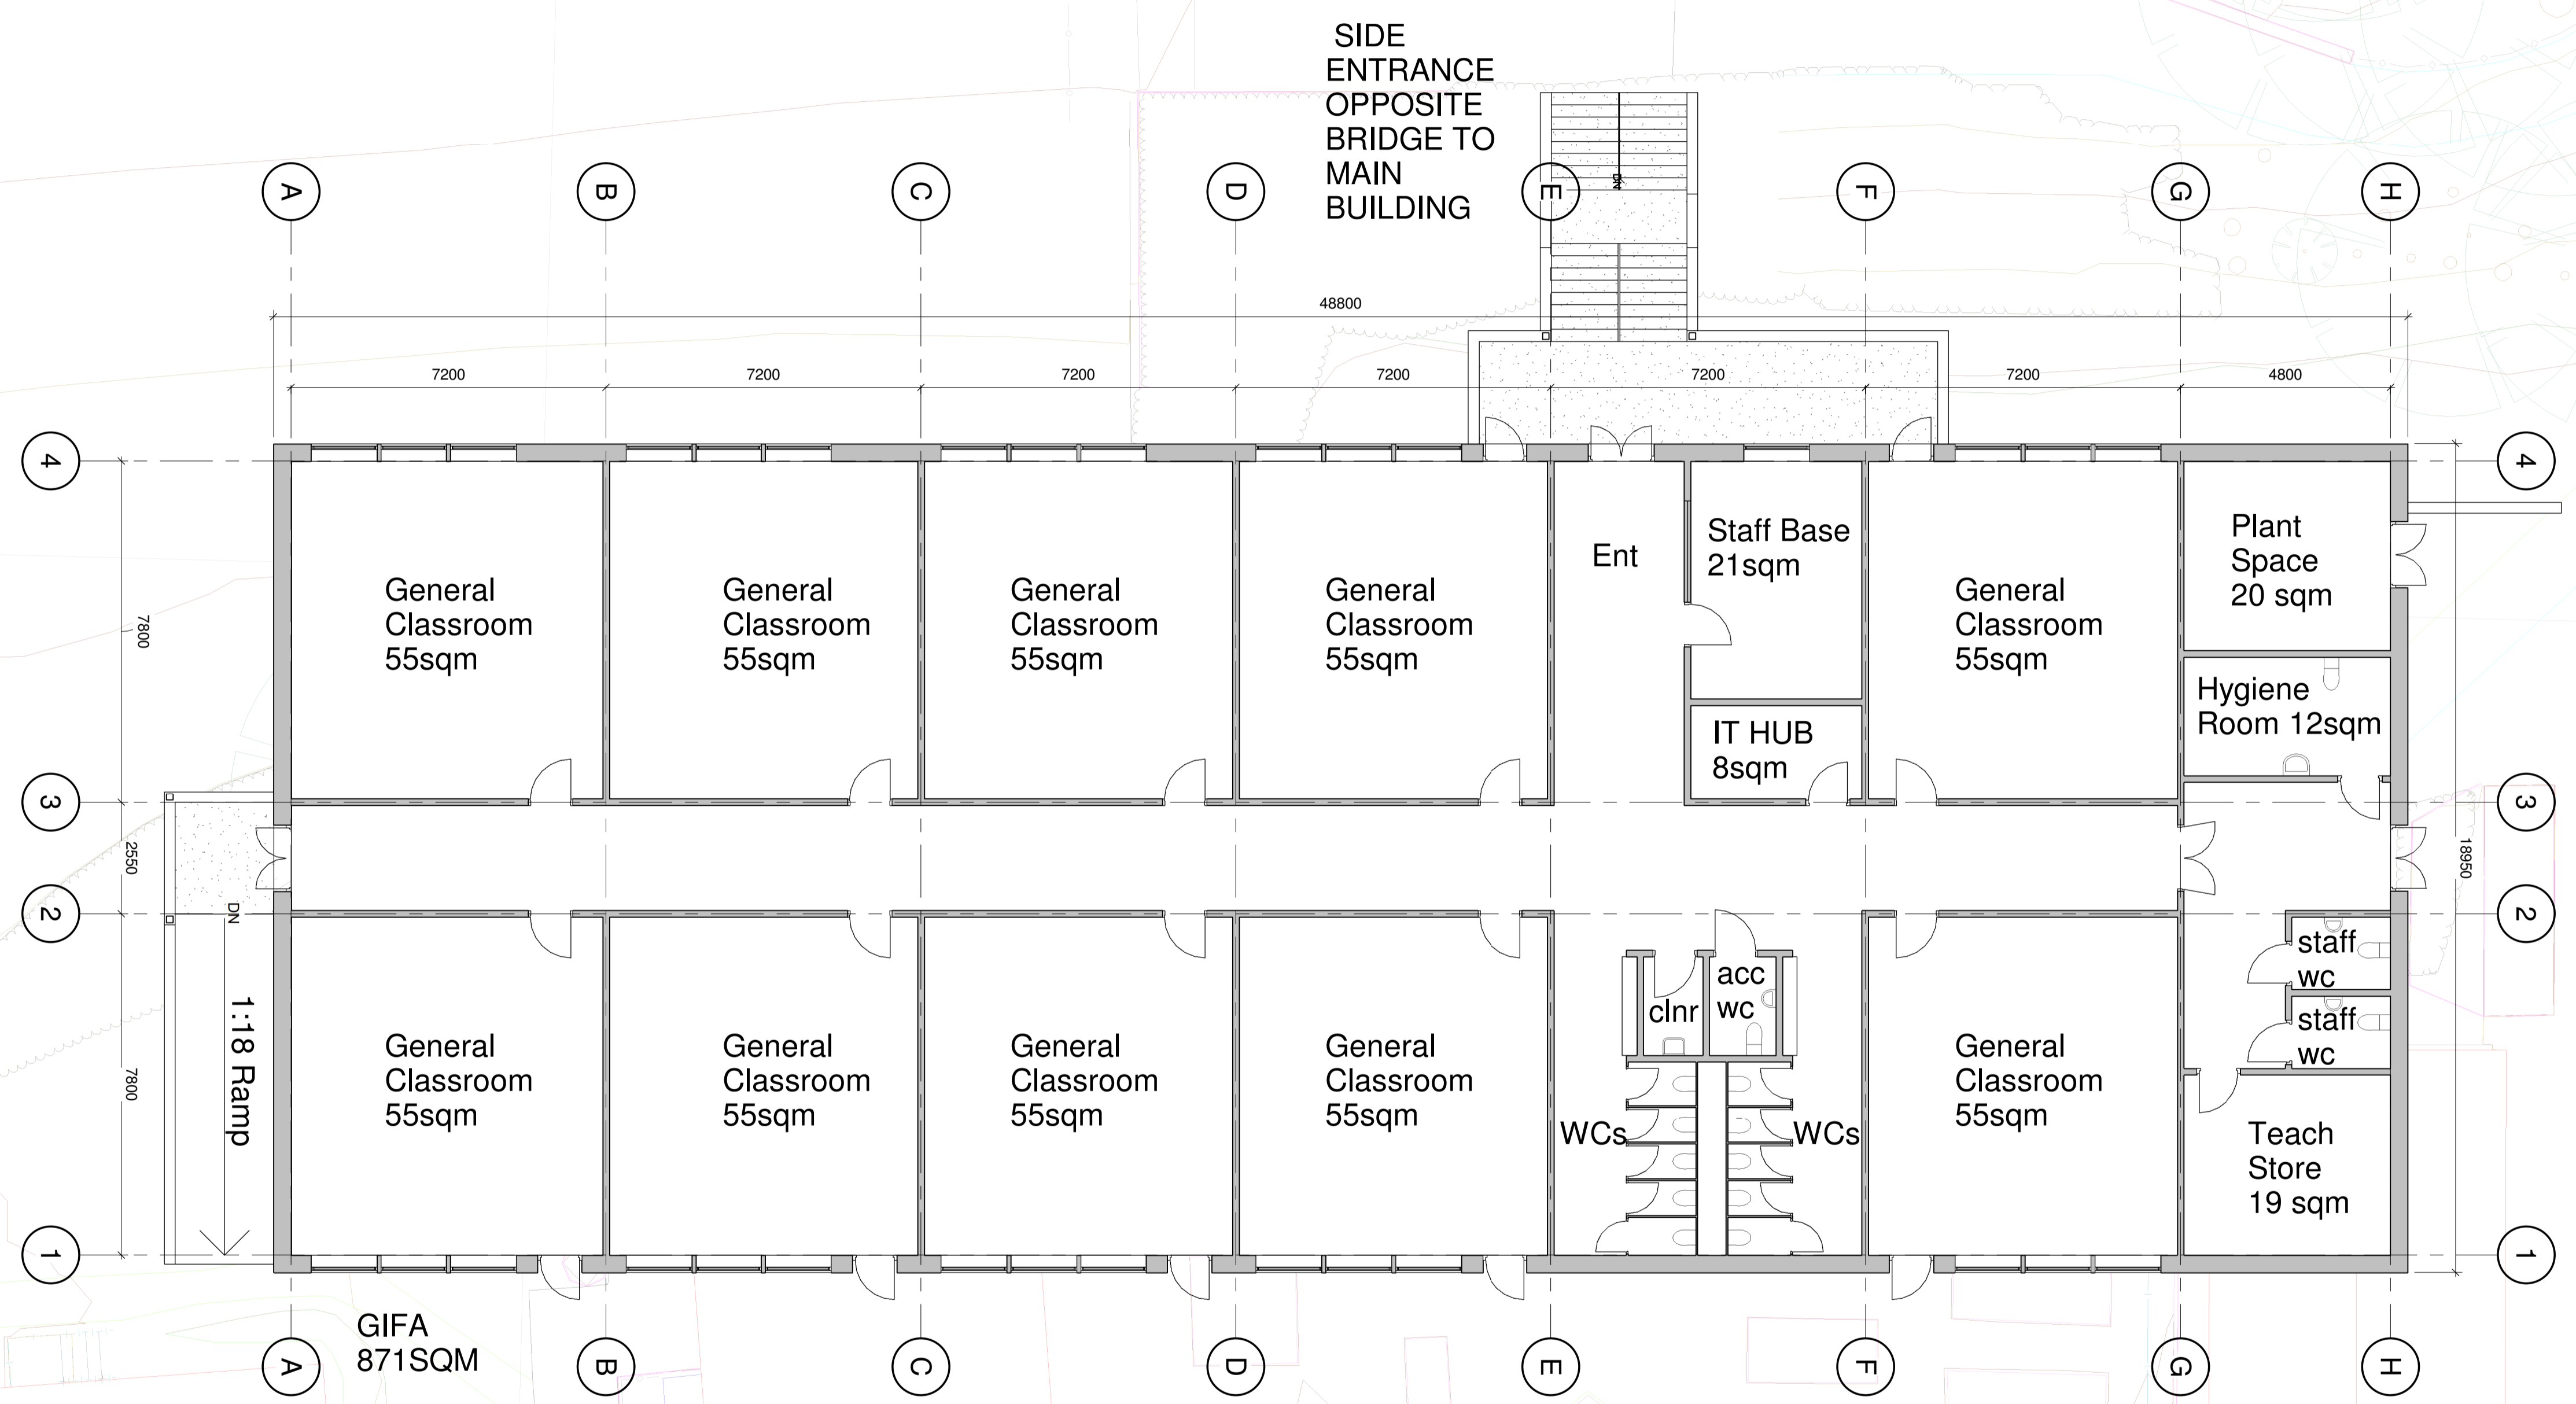 SIDE
ENTRANCE
OPPOSITE
BRIDGE TO
MAIN
BUILDING
DN
A
B
C
D
E
F
G
H
48800
7200
7200
7200
7200
7200
7200
4800
4
4
General
Classroom
55sqm
General
Classroom
55sqm
General
Classroom
55sqm
General
Classroom
55sqm
Ent
Staff Base
21sqm
IT HUB
8sqm
General
Classroom
55sqm
Plant
Space
20 sqm
Hygiene
Room 12sqm
7800
3
3
2550
18950
2
2
DN
1:18 Ramp
7800
General
Classroom
55sqm
General
Classroom
55sqm
General
Classroom
55sqm
General
Classroom
55sqm
clnr
acc
wc
WCs
WCs
General
Classroom
55sqm
staff
wc
staff
wc
Teach
Store
19 sqm
1
1
GIFA
871SQM
A
B
C
D
E
F
G
H